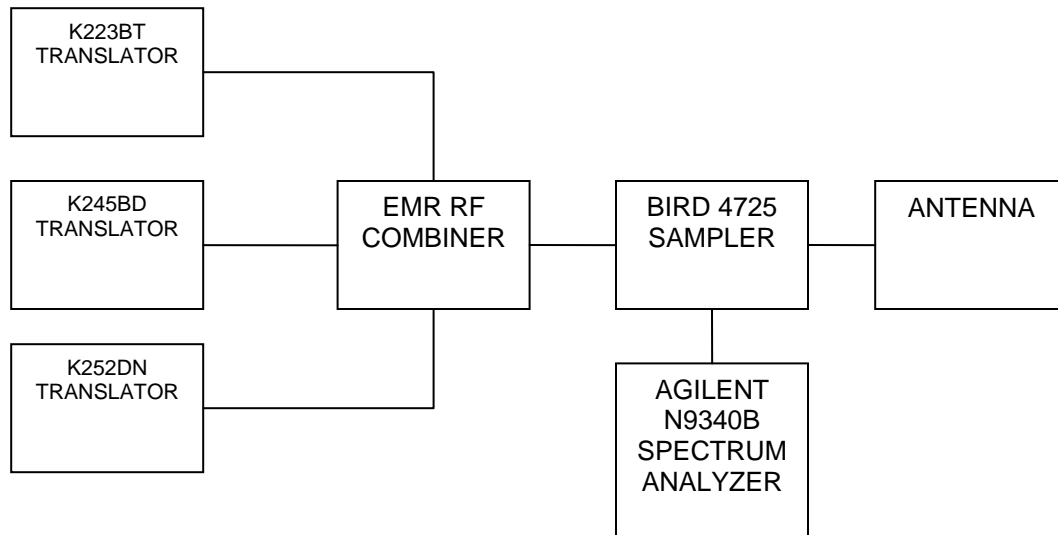 K223BT
TRANSLATOR
K245BD
TRANSLATOR
K252DN
TRANSLATOR
EMR RF
COMBINER
BIRD 4725
SAMPLER
ANTENNA
AGILENT
N9340B
SPECTRUM
ANALYZER